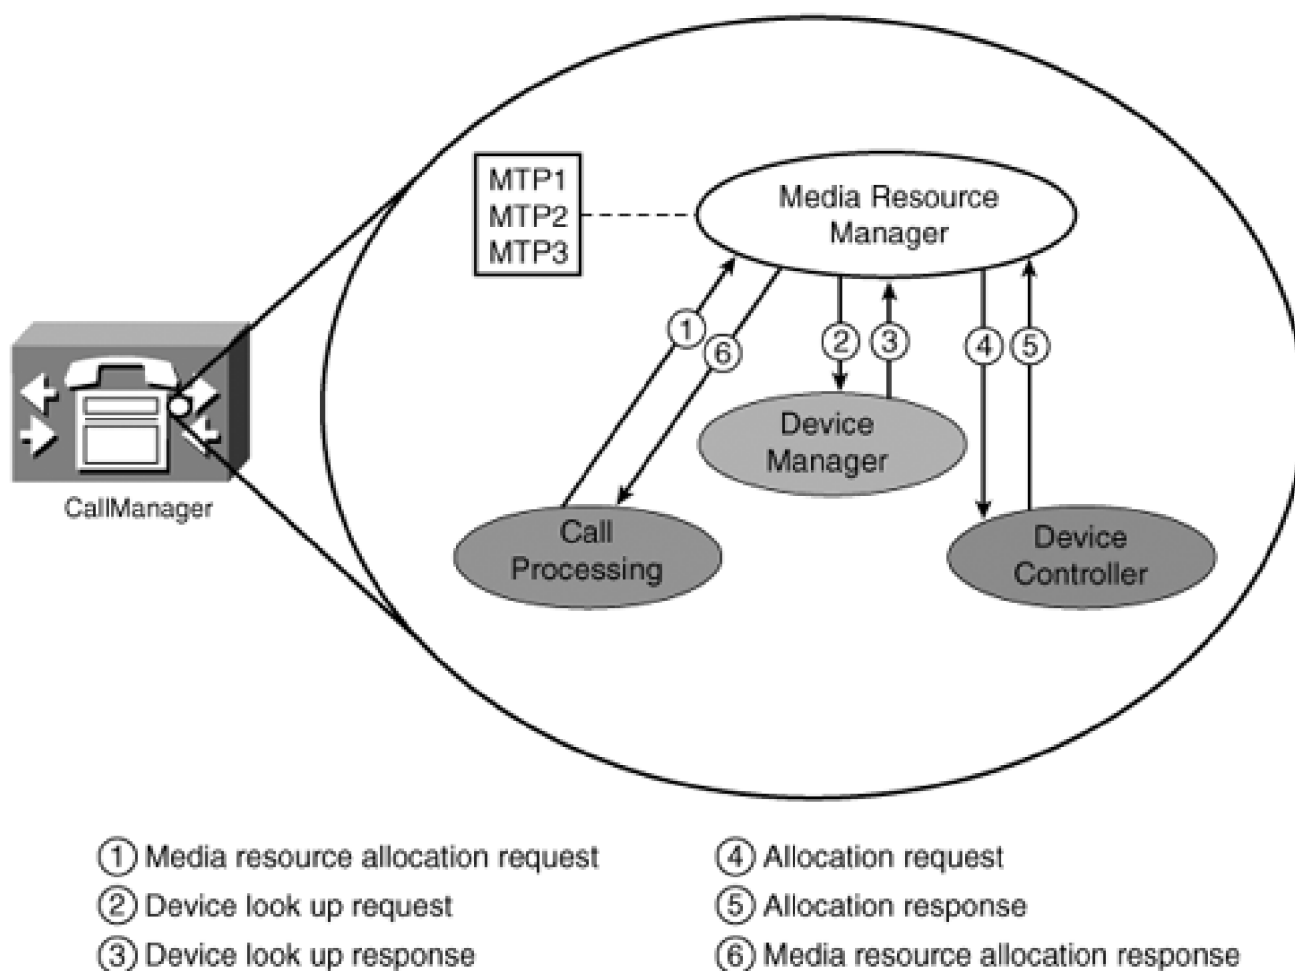 MTP1
MTP2
MTP3
Media Resource
Manager
1
6
2
3
4
5
Device
Manager
CallManager
Call
Processing
Device
Controller
1 Media resource allocation request
2 Device look up request
3 Device look up response
4 Allocation request
5 Allocation response
6 Media resource allocation response